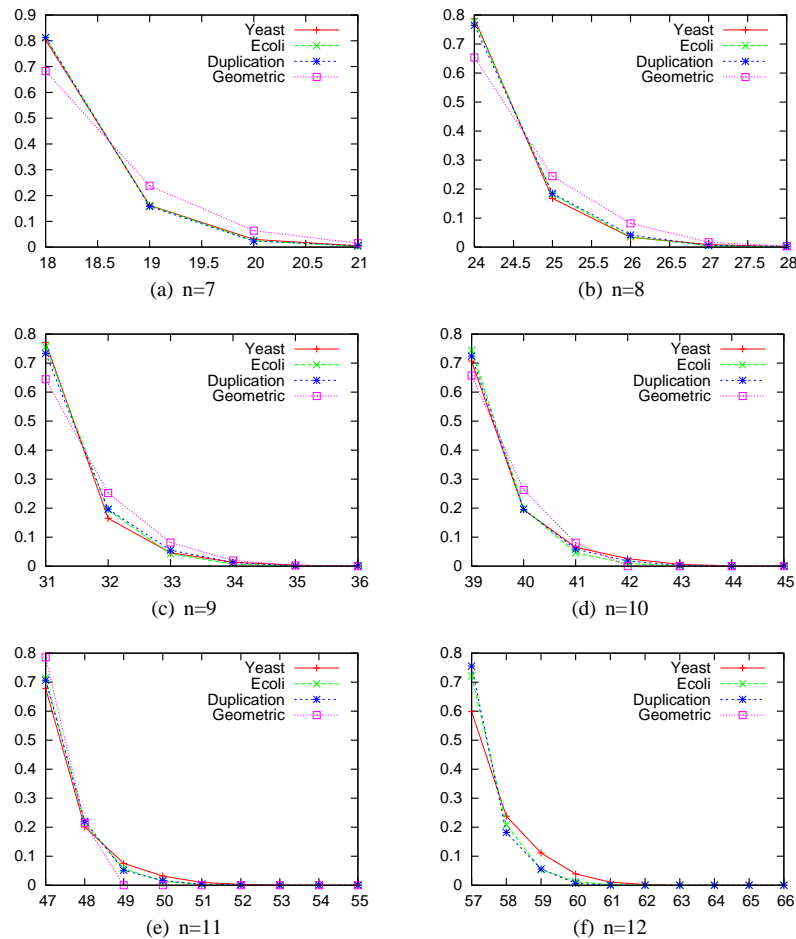 0.9
0.8
0.7
0.6
0.5
0.4
0.3
0.2
0.1
0
18 18.5 19 19.5 20 20.5 21
Yeast
Ecoli
Duplication
Geometric
(a) n=7
0.8
0.7
0.6
0.5
0.4
0.3
0.2
0.1
0
24 24.5 25 25.5 26 26.5 27 27.5 28
Yeast
Ecoli
Duplication
Geometric
(b) n=8
0.8
0.7
0.6
0.5
0.4
0.3
0.2
0.1
0
31 32 33 34 35 36
Yeast
Ecoli
Duplication
Geometric
(c) n=9
0.8
0.7
0.6
0.5
0.4
0.3
0.2
0.1
0
39 40 41 42 43 44 45
Yeast
Ecoli
Duplication
Geometric
(d) n=10
0.8
0.7
0.6
0.5
0.4
0.3
0.2
0.1
0
47 48 49 50 51 52 53 54 55
Yeast
Ecoli
Duplication
Geometric
(e) n=11
0.8
0.7
0.6
0.5
0.4
0.3
0.2
0.1
0
57 58 59 60 61 62 63 64 65 66
Yeast
Ecoli
Duplication
Geometric
(f) n=12